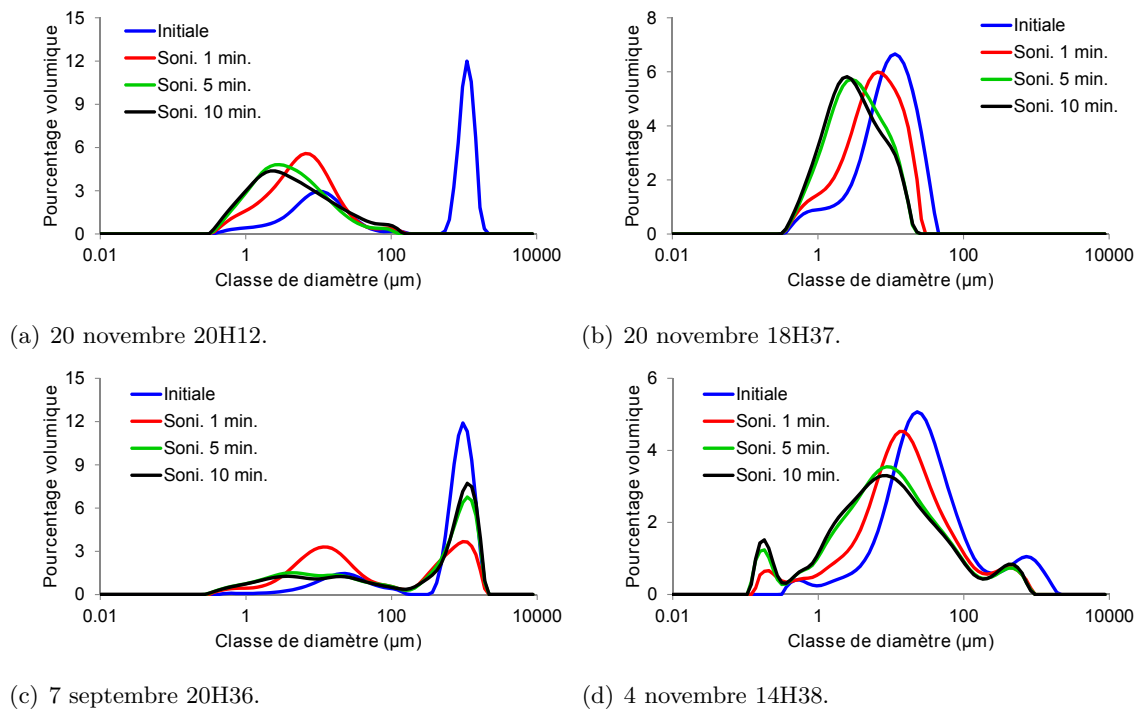 Pourcentage volumique
15
12
9
6
3
0
Initiale
Soni. 1 min.
Soni. 5 min.
Soni. 10 min.
0.01
1
100
10000
Classe de diamètre (µm)
(a) 20 novembre 20H12.
Pourcentage volumique
8
6
4
2
0
Initiale
Soni. 1 min.
Soni. 5 min.
Soni. 10 min.
0.01
1
100
10000
Classe de diamètre (µm)
(b) 20 novembre 18H37.
Pourcentage volumique
15
12
9
6
3
0
Initiale
Soni. 1 min.
Soni. 5 min.
Soni. 10 min.
0.01
1
100
10000
Classe de diamètre (µm)
(c) 7 septembre 20H36.
Pourcentage volumique
6
4
2
0
Initiale
Soni. 1 min.
Soni. 5 min.
Soni. 10 min.
0.01
1
100
10000
Classe de diamètre (µm)
(d) 4 novembre 14H38.